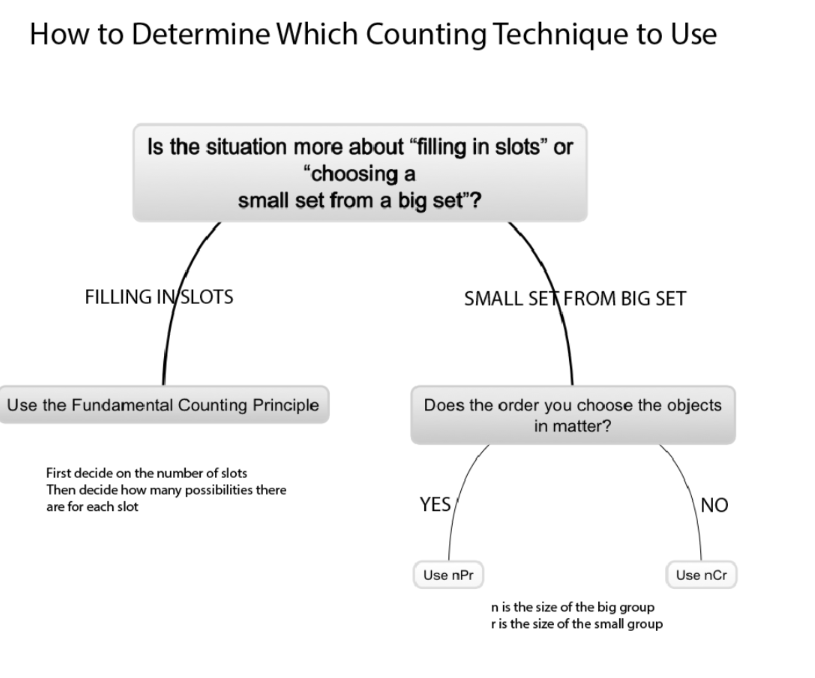 How to Determine Which Counting Technique to Use
Is the situation more about “filling in slots” or
“choosing a
small set from a big set”?
FILLING IN SLOTS
SMALL SET FROM BIG SET
Use the Fundamental Counting Principle
Does the order you choose the objects
in matter?
First decide on the number of slots
Then decide how many possibilities there
are for each slot
YES
NO
Use nPr
Use nCr
n is the size of the big group
r is the size of the small group